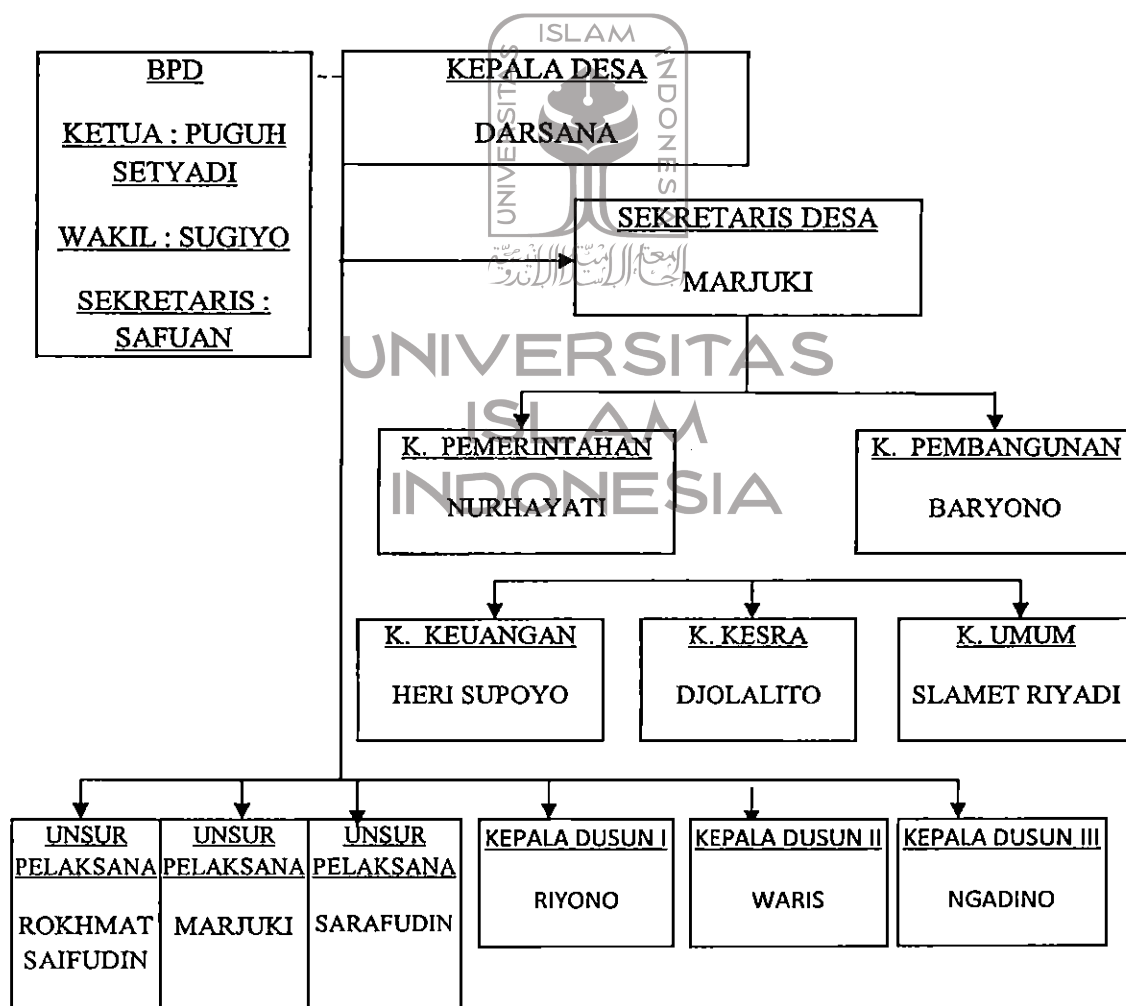 BPD
KETUA : PUGUH
SETYADI
WAKIL : SUGIYO
SEKRETARIS :
SAFUAN
KEPALA DESA
DARSANA
ISLAM
UNIVERSITAS
INDONESIA
SEKRETARIS DESA
MARJUKI
UNIVERSITAS
ISLAM
INDONESIA
K. PEMERINTAHAN
NURHAYATI
K. PEMBANGUNAN
BARYONO
K. KEUANGAN
HERI SUPOYO
K. KESRA
DJOLALITO
K. UMUM
SLAMET RIYADI
UNSUR
PELAKSANA
ROKHMAT
SAIFUDIN
UNSUR
PELAKSANA
MARJUKI
UNSUR
PELAKSANA
SARAFUDIN
KEPALA DUSUN I
RIYONO
KEPALA DUSUN II
WARIS
KEPALA DUSUN III
NGADINO